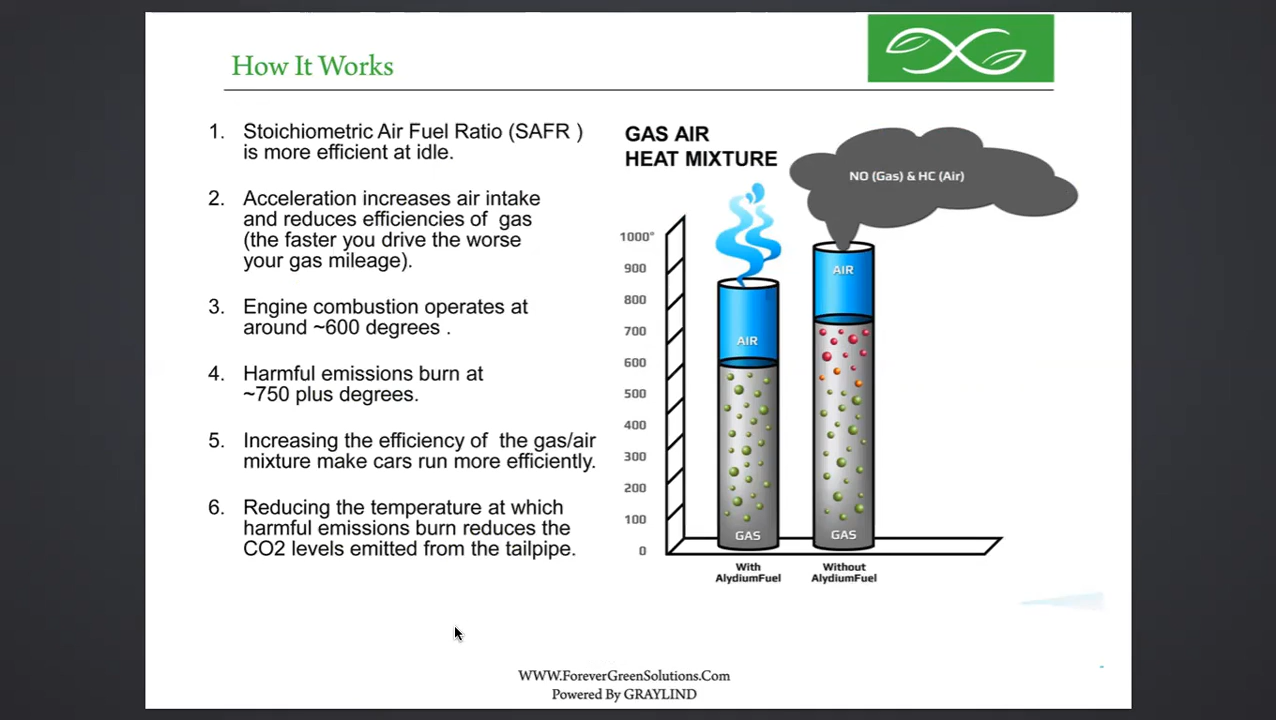 How It Works
1. Stoichiometric Air Fuel Ratio (SAFR )
is more efficient at idle.
2. Acceleration increases air intake
and reduces efficiencies of gas
(the faster you drive the worse
your gas mileage).
3. Engine combustion operates at
around ~600 degrees .
4. Harmful emissions burn at
~750 plus degrees.
5. Increasing the efficiency of the gas/air
mixture make cars run more efficiently.
6. Reducing the temperature at which
harmful emissions burn reduces the
CO2 levels emitted from the tailpipe.
GAS AIR
HEAT MIXTURE
NO (Gas) & HC (Air)
1000°
900
800
700
600
500
400
300
200
100
0
AIR
GAS
AIR
GAS
With
AlydiumFuel
Without
AlydiumFuel
WWW.ForeverGreenSolutions.Com
Powered By GRAYLIND